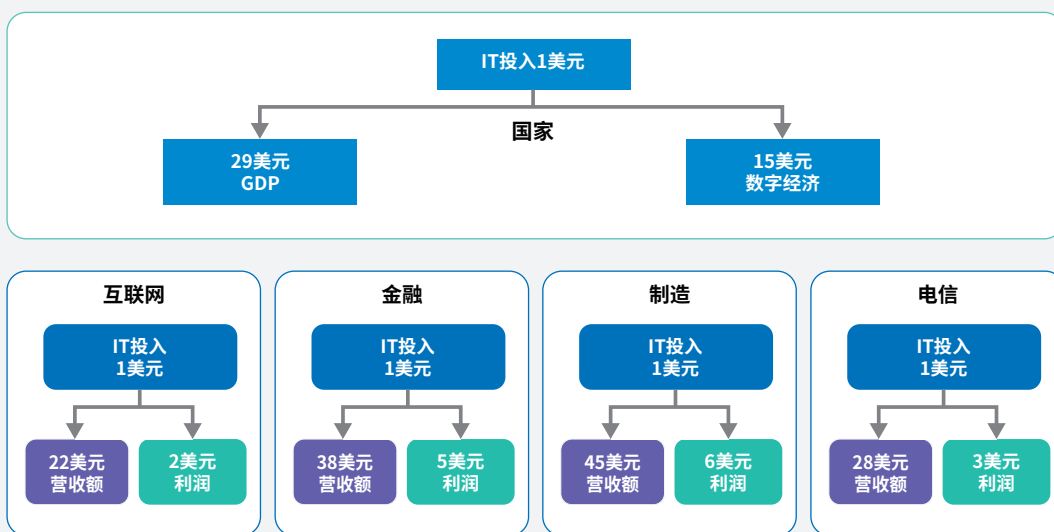 IT投入1美元
国家
29美元
GDP
15美元
数字经济
互联网
IT投入
1美元
22美元
营收额
2美元
利润
金融
IT投入
1美元
38美元
营收额
5美元
利润
制造
IT投入
1美元
45美元
营收额
6美元
利润
电信
IT投入
1美元
28美元
营收额
3美元
利润